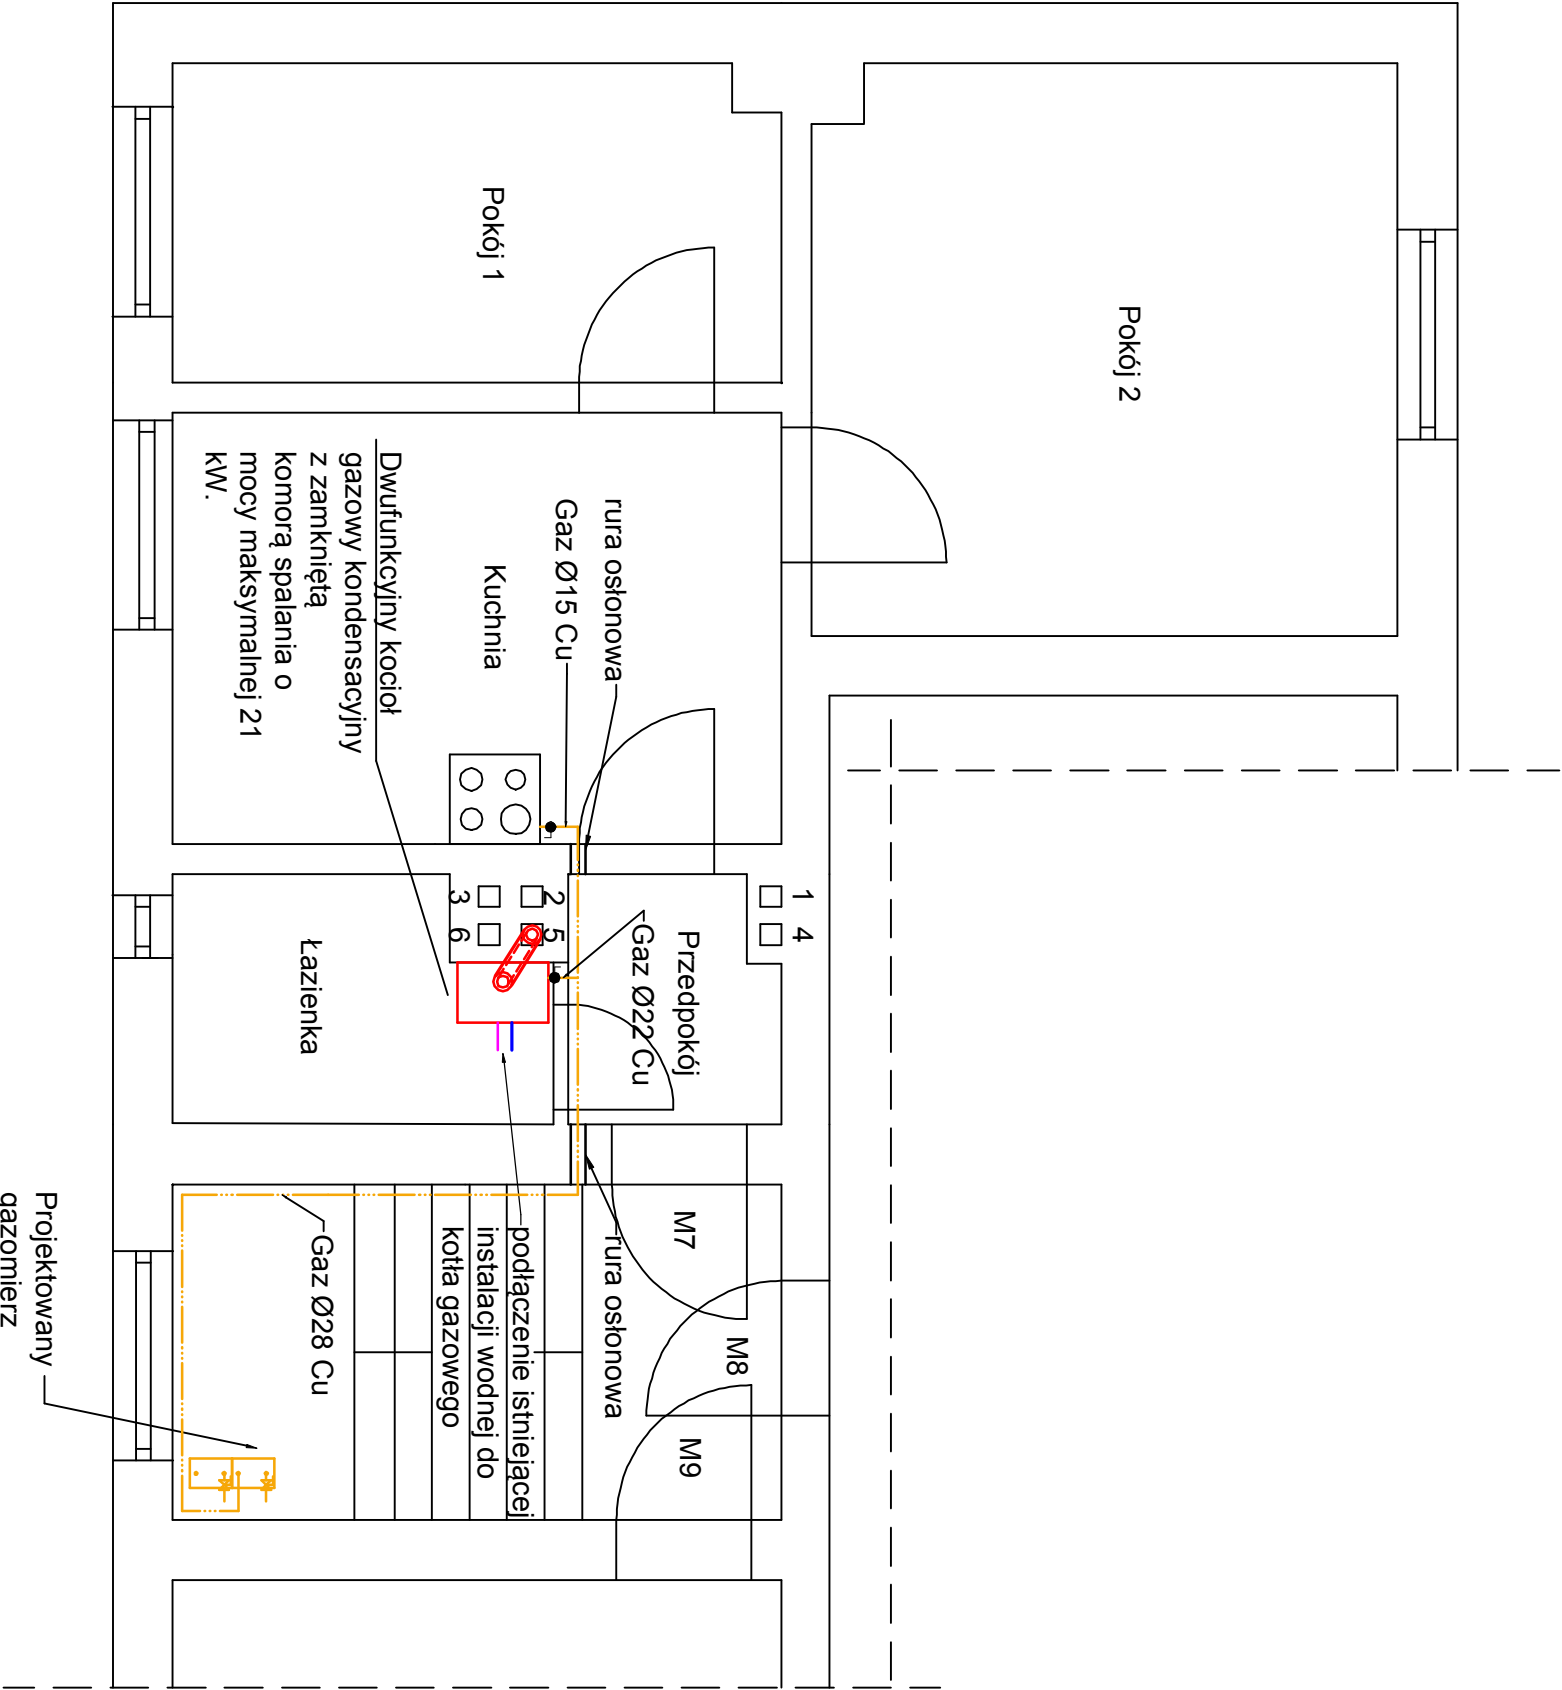 Pokój 2
Pokój 1
rura osłonowa
Gaz Ø15 Cu
Kuchnia
Dwufunkcyjny kocioł
gazowy kondensacyjny
z zamkniętą
komorą spalania o
mocy maksymalnej 21
kW.
1
4
2
5
3
6
Przedpokój
Gaz Ø22 Cu
Łazienka
M7
M8
M9
rura osłonowa
podłączenie istniejącej
instalacji wodnej do
kotła gazowego
Gaz Ø28 Cu
Projektowany
gazomierz